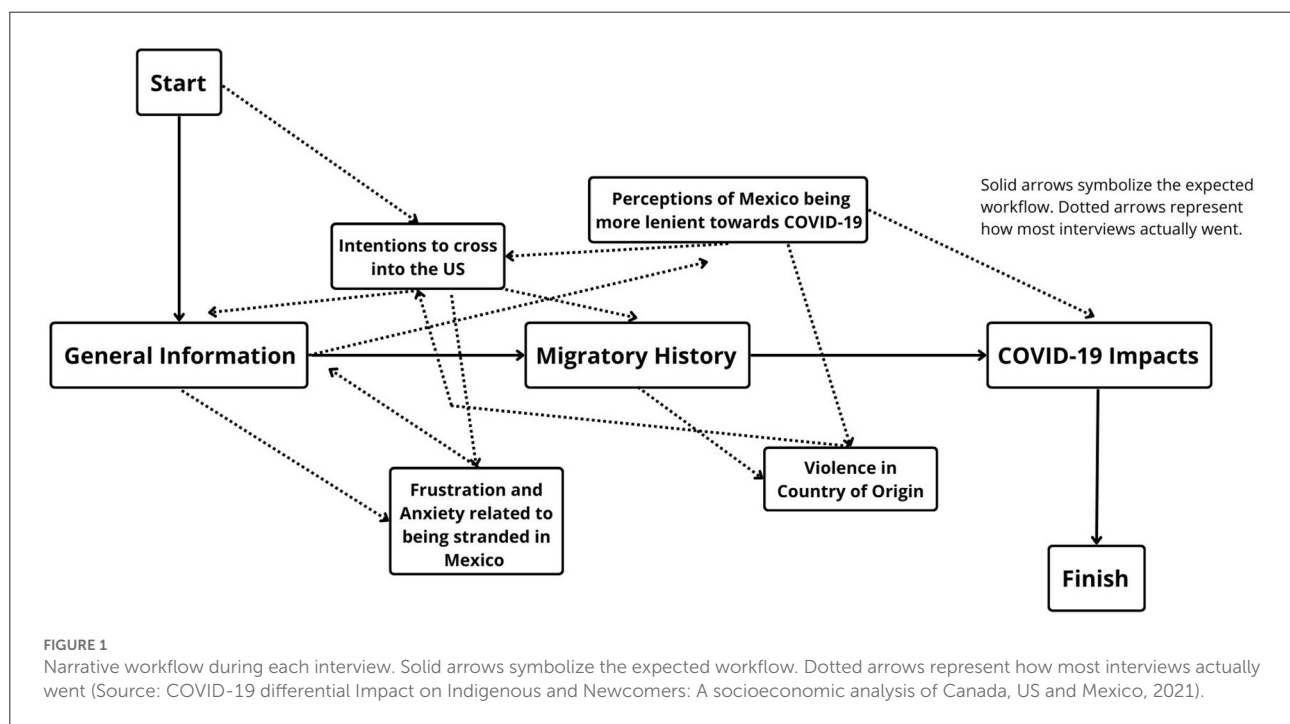 Start
Perceptions of Mexico being
more lenient towards COVID-19
Solid arrows symbolize the expected
workflow. Dotted arrows represent
how most interviews actually went.
Intentions to cross
into the US
General Information
Migratory History
COVID-19 Impacts
Frustration and
Anxiety related to
being stranded in
Mexico
Violence in
Country of Origin
Finish
FIGURE 1
Narrative workflow during each interview. Solid arrows symbolize the expected workflow. Dotted arrows represent how most interviews actually
went (Source: COVID-19 differential Impact on Indigenous and Newcomers: A socioeconomic analysis of Canada, US and Mexico, 2021).